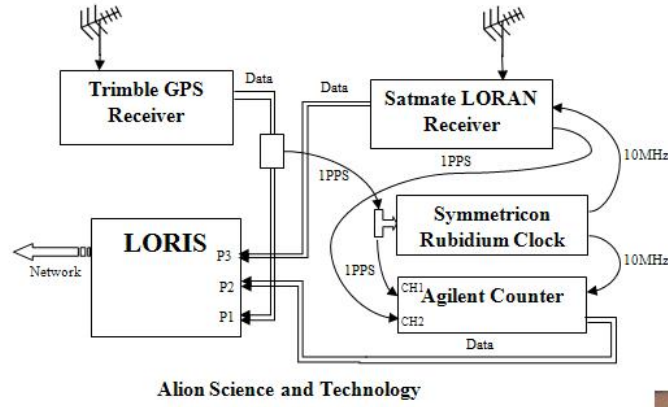 Trimble GPS
Receiver
Data
Data
Satmate LORAN
Receiver
1PPS
1PPS
10MHz
LORIS
P3
P2
P1
Network
Symmetricon
Rubidium Clock
1PPS
10MHz
CH1
Agilent Counter
CH2
Data
Alion Science and Technology